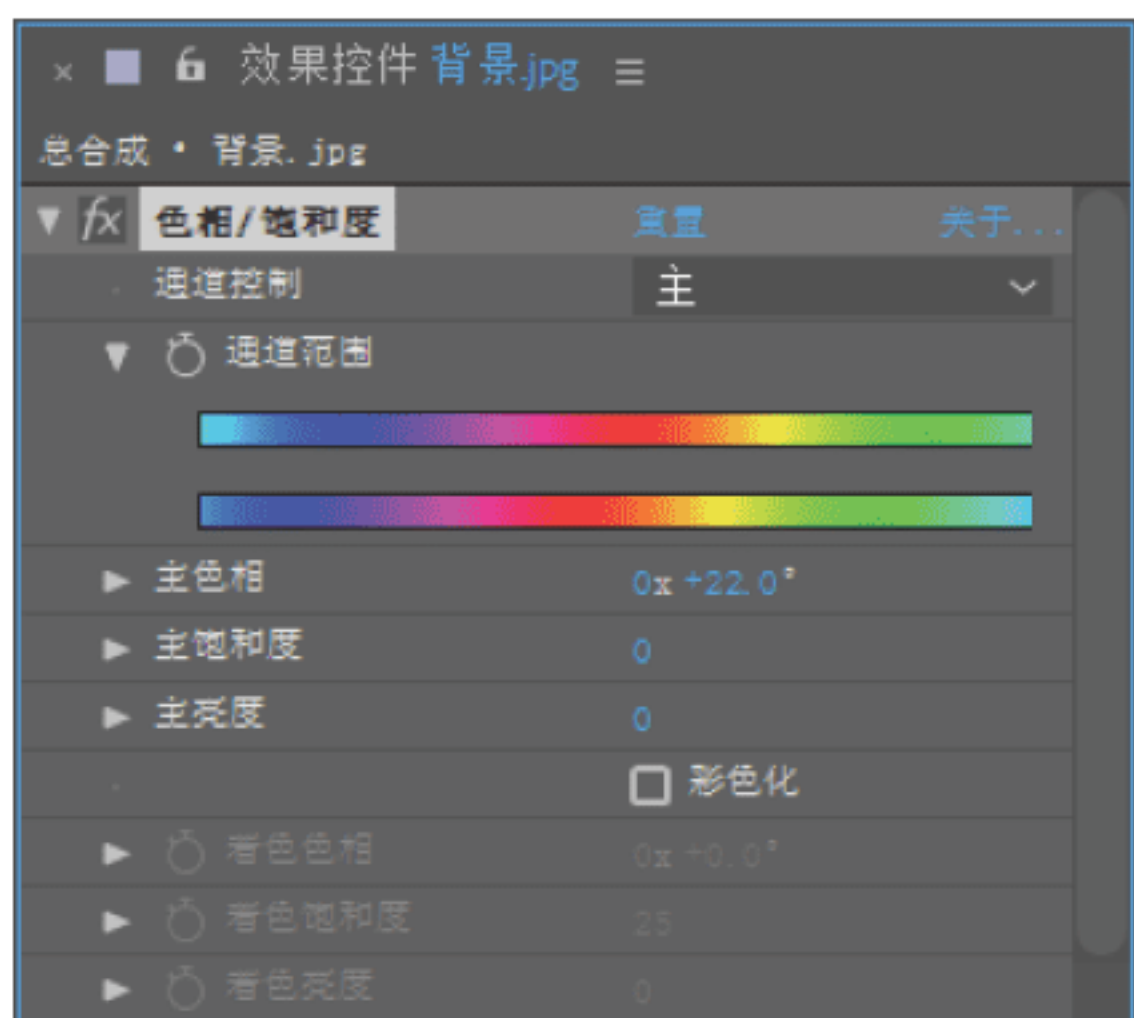 × 效果控件 背景.jpg ≡
总合成 • 背景.jpg
fx 色相/饱和度 重置 关于...
通道控制 主
通道范围
主色相 0x +22.0°
主饱和度 0
主亮度 0
彩色化
着色色相 0x +0.0°
着色饱和度 25
着色亮度 0